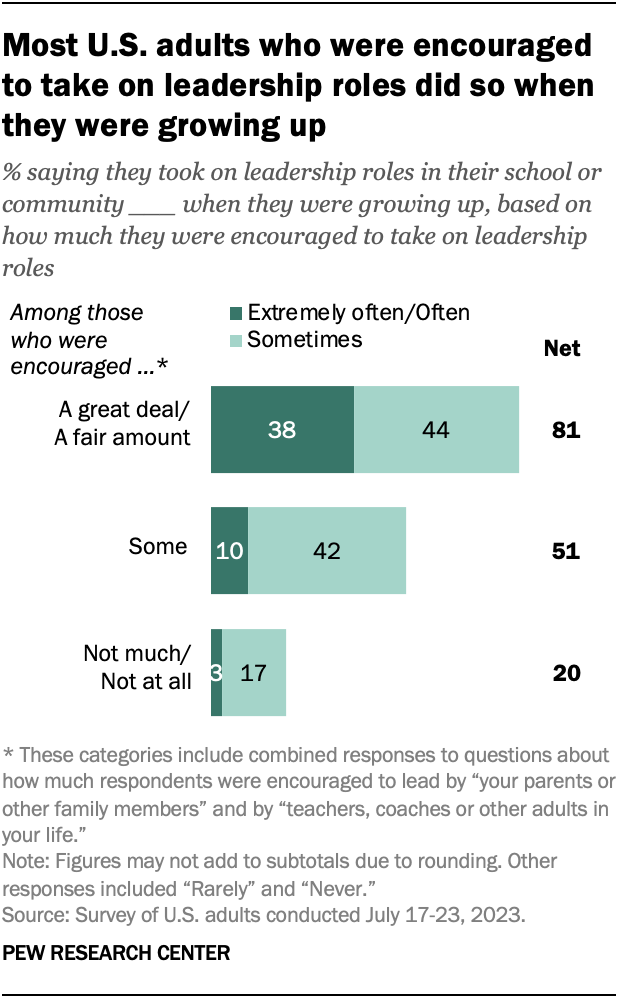 Most U.S. adults who were encouraged
to take on leadership roles did so when
they were growing up
% saying they took on leadership roles in their school or
community ___ when they were growing up, based on
how much they were encouraged to take on leadership
roles
Among those
who were
encouraged ...*
Extremely often/Often
Sometimes
Net
A great deal/
A fair amount
38
44
81
Some
10
42
51
Not much/
Not at all
3
17
20
* These categories include combined responses to questions about
how much respondents were encouraged to lead by “your parents or
other family members” and by “teachers, coaches or other adults in
your life.”
Note: Figures may not add to subtotals due to rounding. Other
responses included “Rarely” and “Never.”
Source: Survey of U.S. adults conducted July 17-23, 2023.
PEW RESEARCH CENTER